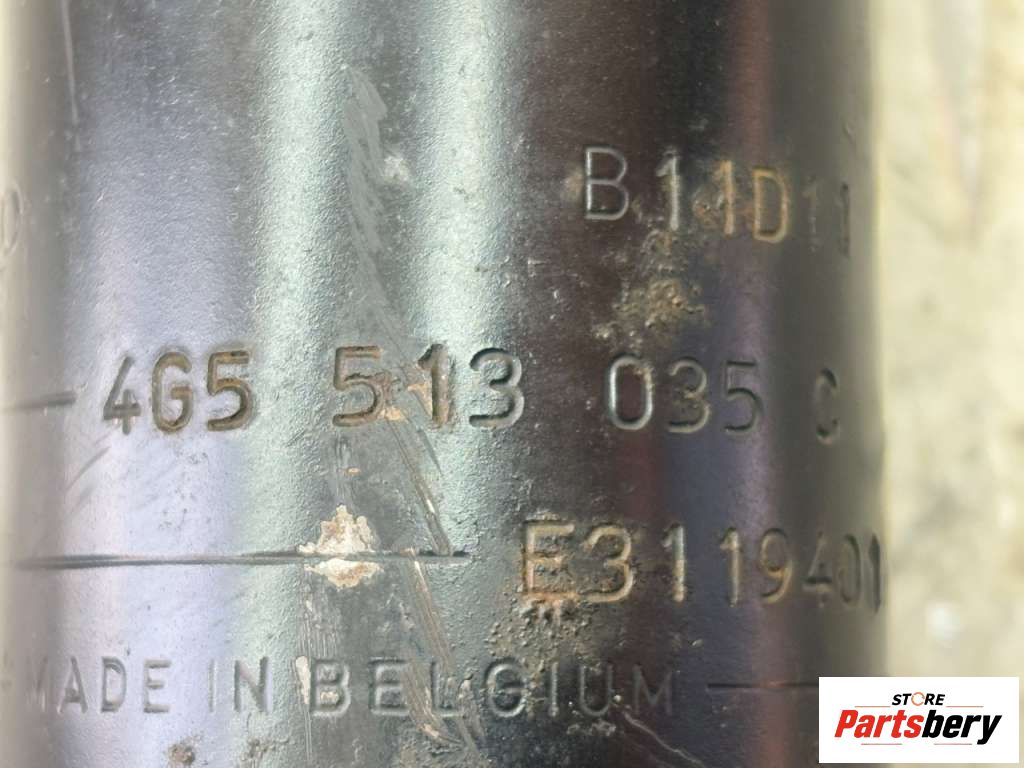 B11D11
4G5 513 035 C
E3119401
MADE IN BELGIUM
STORE
Partsbery